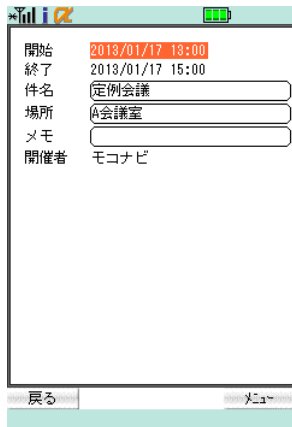 開始 2013/01/17 13:00
終了 2013/01/17 15:00
件名 定例会議
場所 A会議室
メモ
開催者 モコナビ
戻る ﾒﾆｭｰ